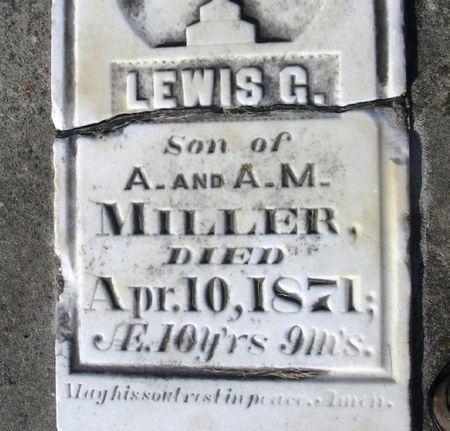 LEWIS G.
Son of
A. AND A. M.
MILLER,
DIED
Apr. 10, 1871;
Æ. 10 y'rs 9 m's.
May his soul rest in peace. Amen.